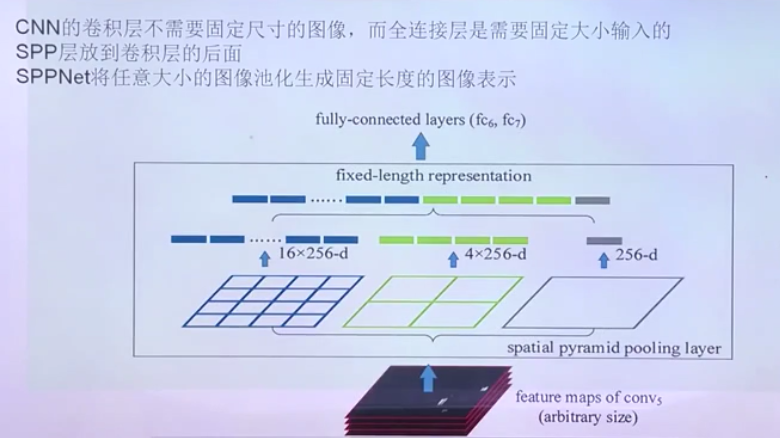 CNN的卷积层不需要固定尺寸的图像，而全连接层是需要固定大小输入的
SPP层放到卷积层的后面
SPPNet将任意大小的图像池化生成固定长度的图像表示
fully-connected layers (fc₆, fc₇)
fixed-length representation
16×256-d
4×256-d
256-d
spatial pyramid pooling layer
feature maps of conv₅
(arbitrary size)